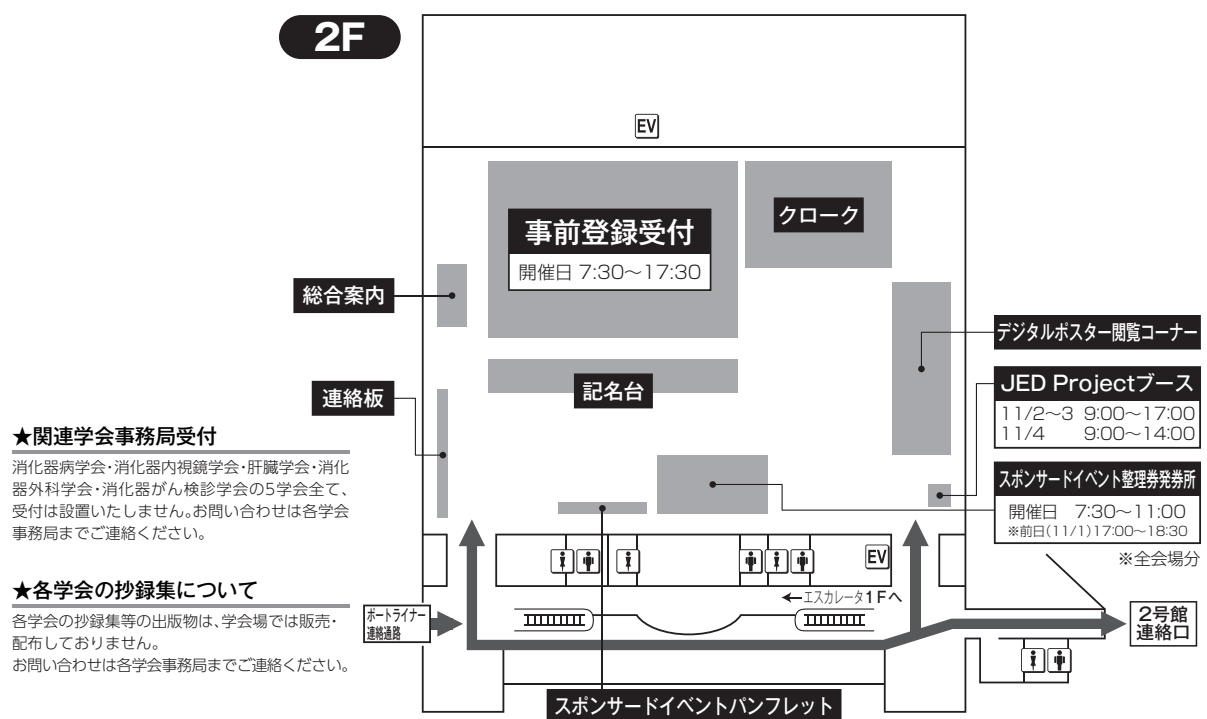 2F
EV
事前登録受付
開催日 7:30～17:30
クローク
総合案内
デジタルポスター閲覧コーナー
記名台
連絡板
JED Projectブース
11/2～3 9:00～17:00
11/4 9:00～14:00
★関連学会事務局受付
消化器病学会・消化器内視鏡学会・肝臓学会・消化
器外科学会・消化器がん検診学会の5学会全て、
受付は設置いたしません。お問い合わせは各学会
事務局までご連絡ください。
スポンサードイベント整理券発券所
開催日 7:30～11:00
※前日(11/1)17:00～18:30
※全会場分
EV
★各学会の抄録集について
各学会の抄録集等の出版物は、学会場では販売・
配布しておりません。
お問い合わせは各学会事務局までご連絡ください。
←エスカレータ1Fへ
ポートライナー
連絡通路
2号館
連絡口
スポンサードイベントパンフレット